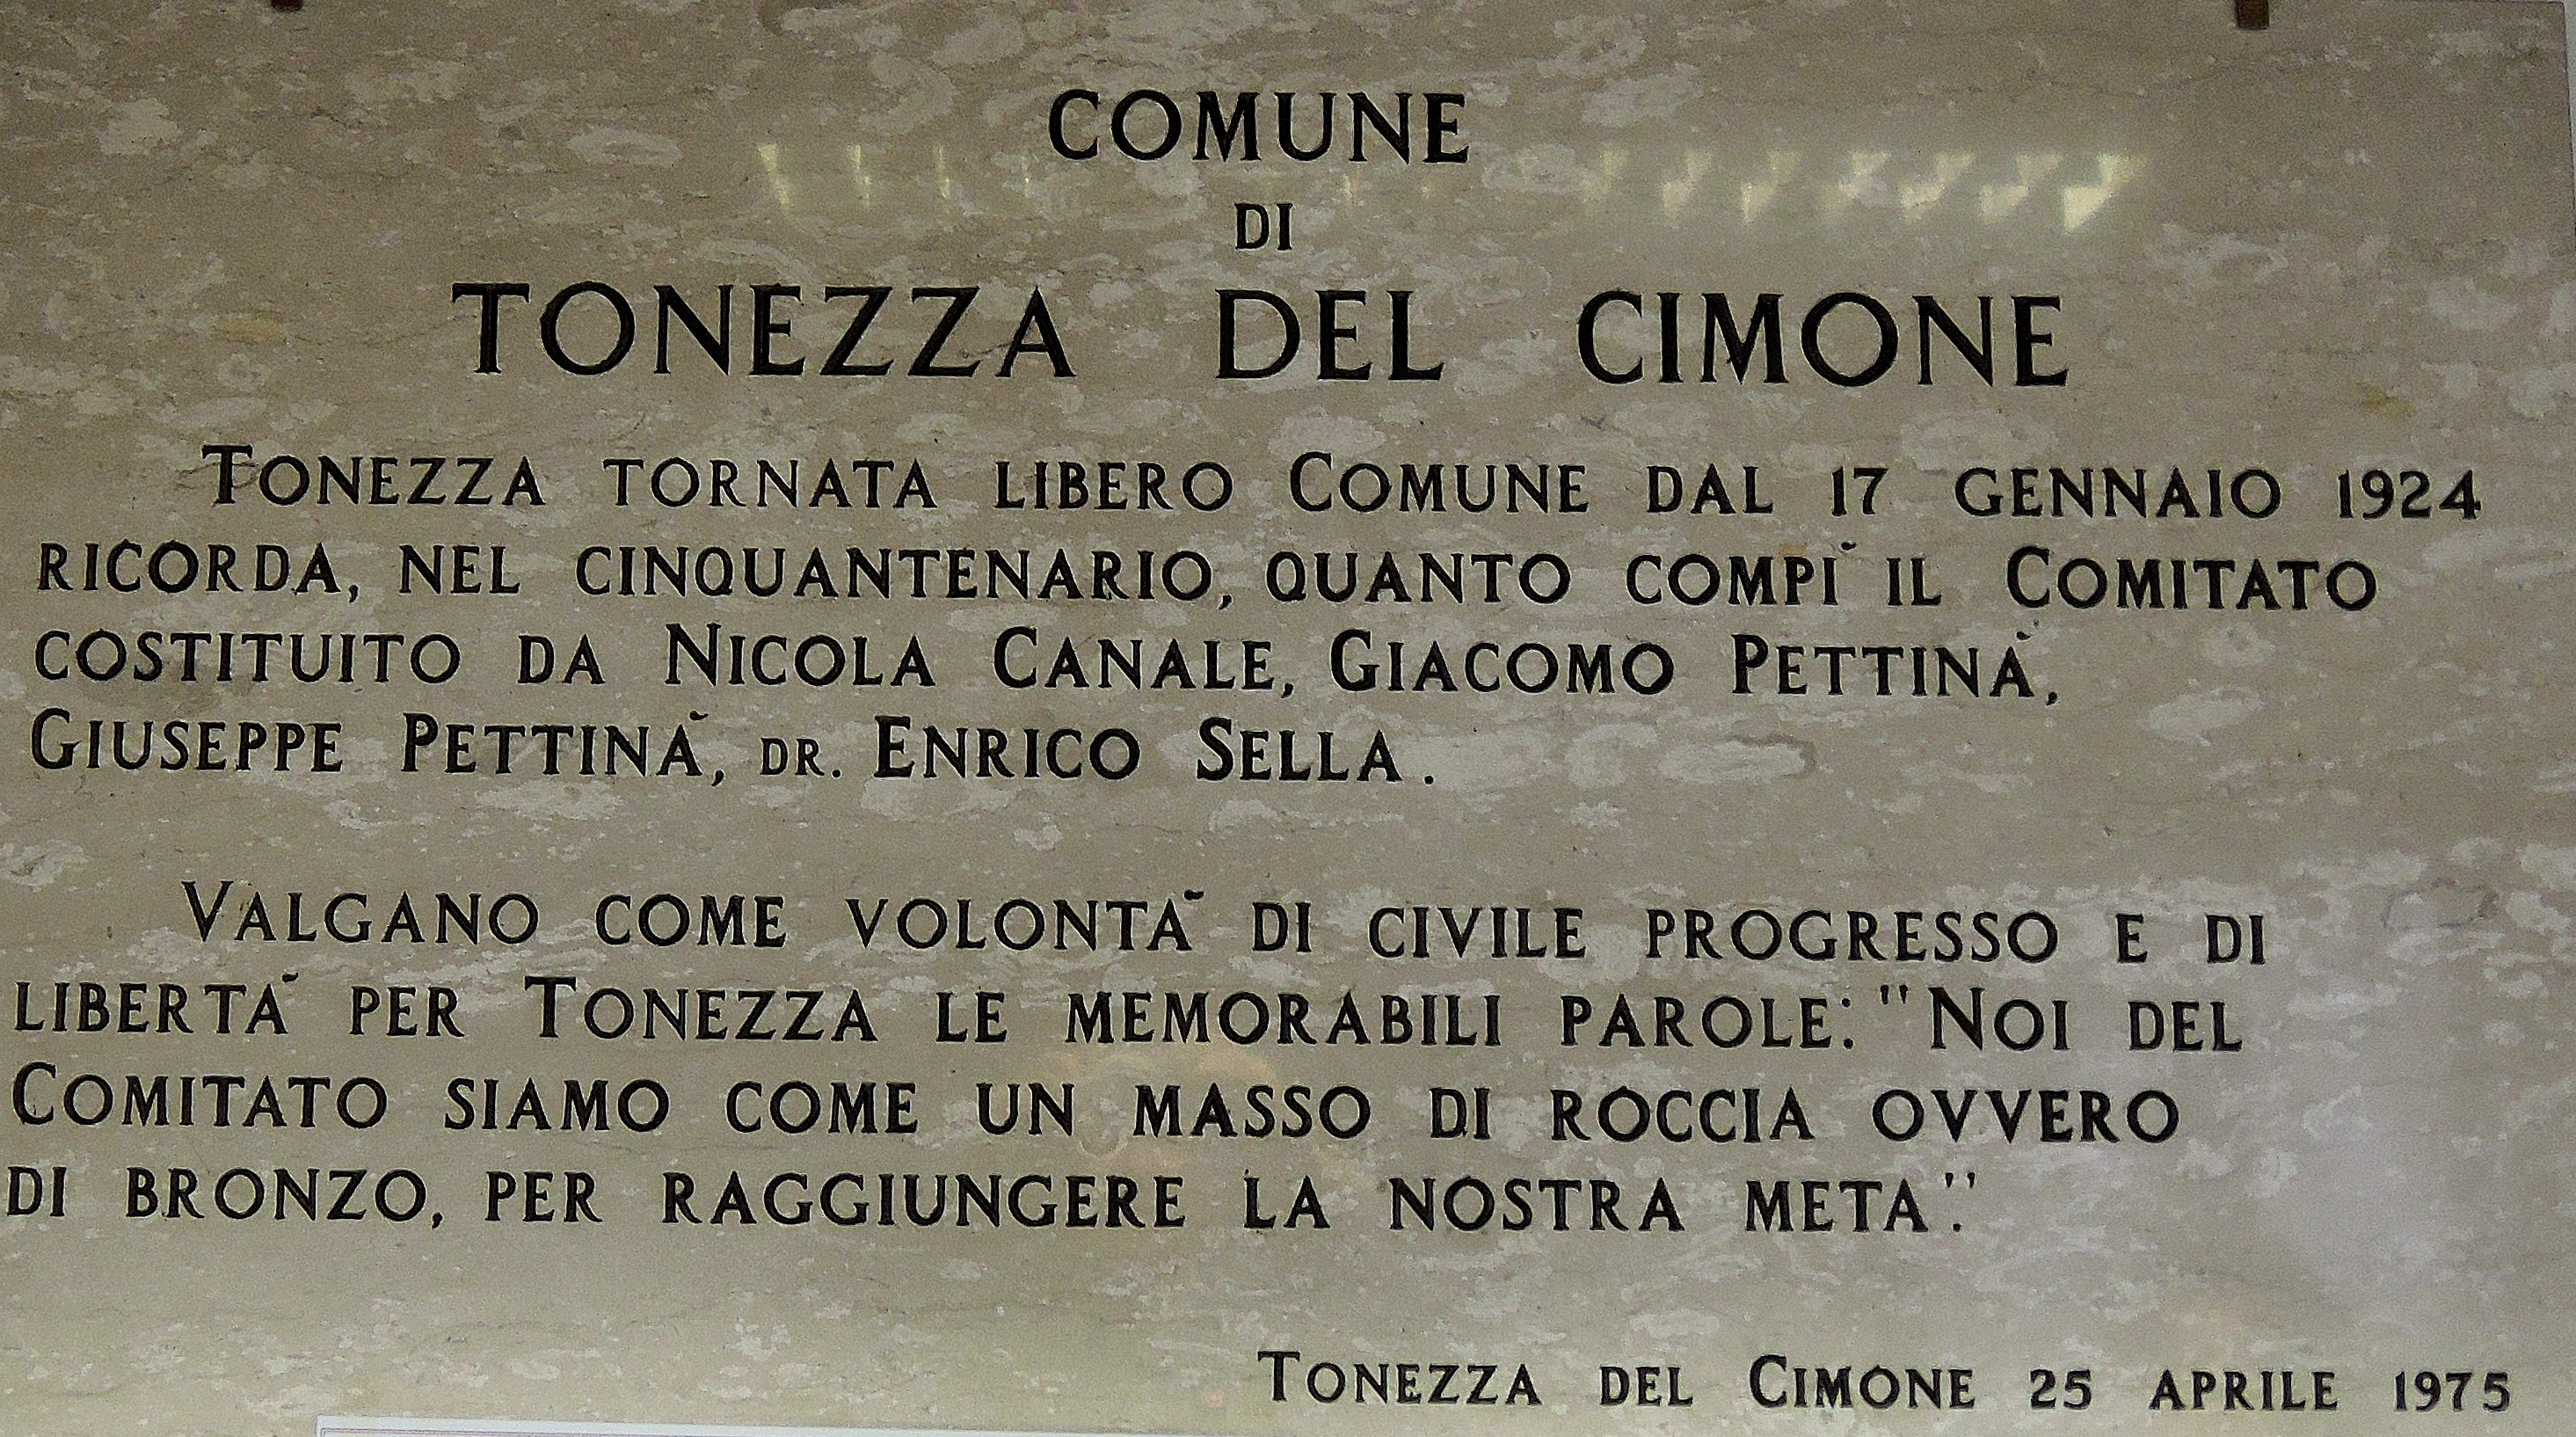 COMUNE
DI
TONEZZA DEL CIMONE
TONEZZA TORNATA LIBERO COMUNE DAL 17 GENNAIO 1924
RICORDA, NEL CINQUANTENARIO, QUANTO COMPÌ IL COMITATO
COSTITUITO DA NICOLA CANALE, GIACOMO PETTINÀ,
GIUSEPPE PETTINÀ, DR. ENRICO SELLA.
VALGANO COME VOLONTÀ DI CIVILE PROGRESSO E DI
LIBERTÀ PER TONEZZA LE MEMORABILI PAROLE: "NOI DEL
COMITATO SIAMO COME UN MASSO DI ROCCIA OVVERO
DI BRONZO, PER RAGGIUNGERE LA NOSTRA META".
TONEZZA DEL CIMONE 25 APRILE 1975